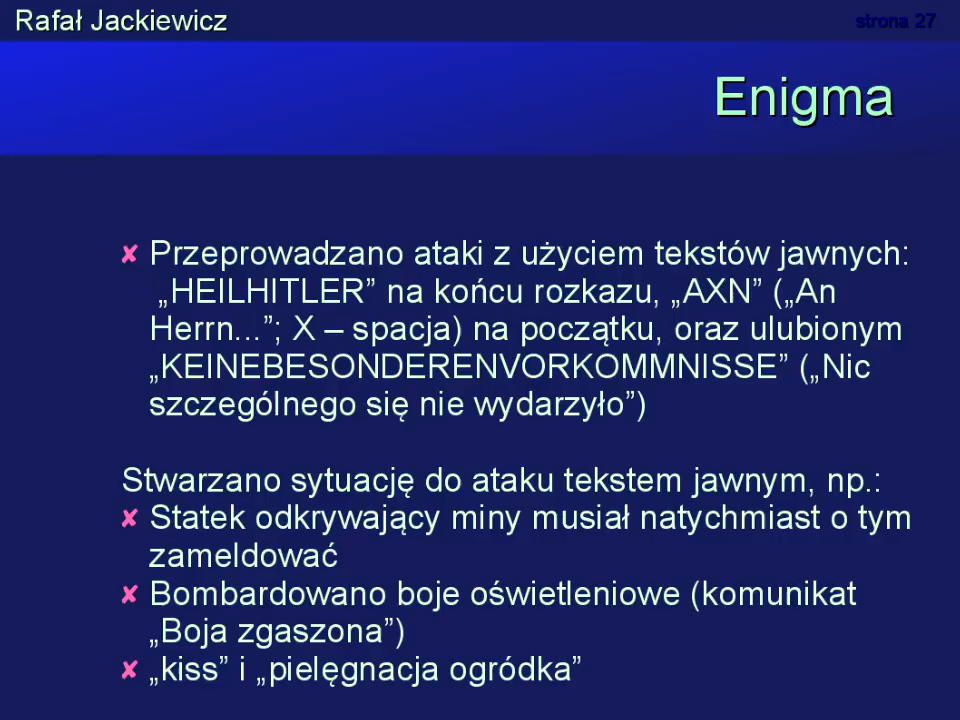 Rafał Jackiewicz
strona 27
Enigma
✘ Przeprowadzano ataki z użyciem tekstów jawnych:
„HEILHITLER” na końcu rozkazu, „AXN” („An
Herrn...”; X – spacja) na początku, oraz ulubionym
„KEINEBESONDERENVORKOMMNISSE” („Nic
szczególnego się nie wydarzyło”)
Stwarzano sytuację do ataku tekstem jawnym, np.:
✘ Statek odkrywający miny musiał natychmiast o tym
zameldować
✘ Bombardowano boje oświetleniowe (komunikat
„Boja zgaszona”)
✘ „kiss” i „pielęgnacja ogródka”